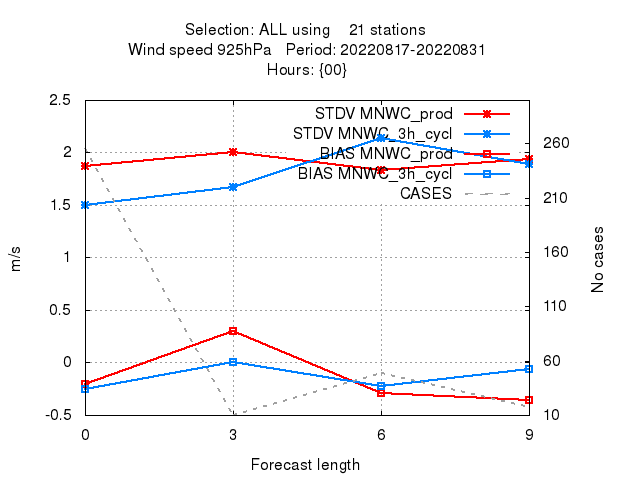 Selection: ALL using 21 stations
Wind speed 925hPa Period: 20220817-20220831
Hours: {00}
STDV MNWC_prod
STDV MNWC_3h_cycl
BIAS MNWC_prod
BIAS MNWC_3h_cycl
CASES
2.5
2
1.5
1
0.5
0
-0.5
m/s
260
210
160
110
60
10
No cases
0 3 6 9
Forecast length